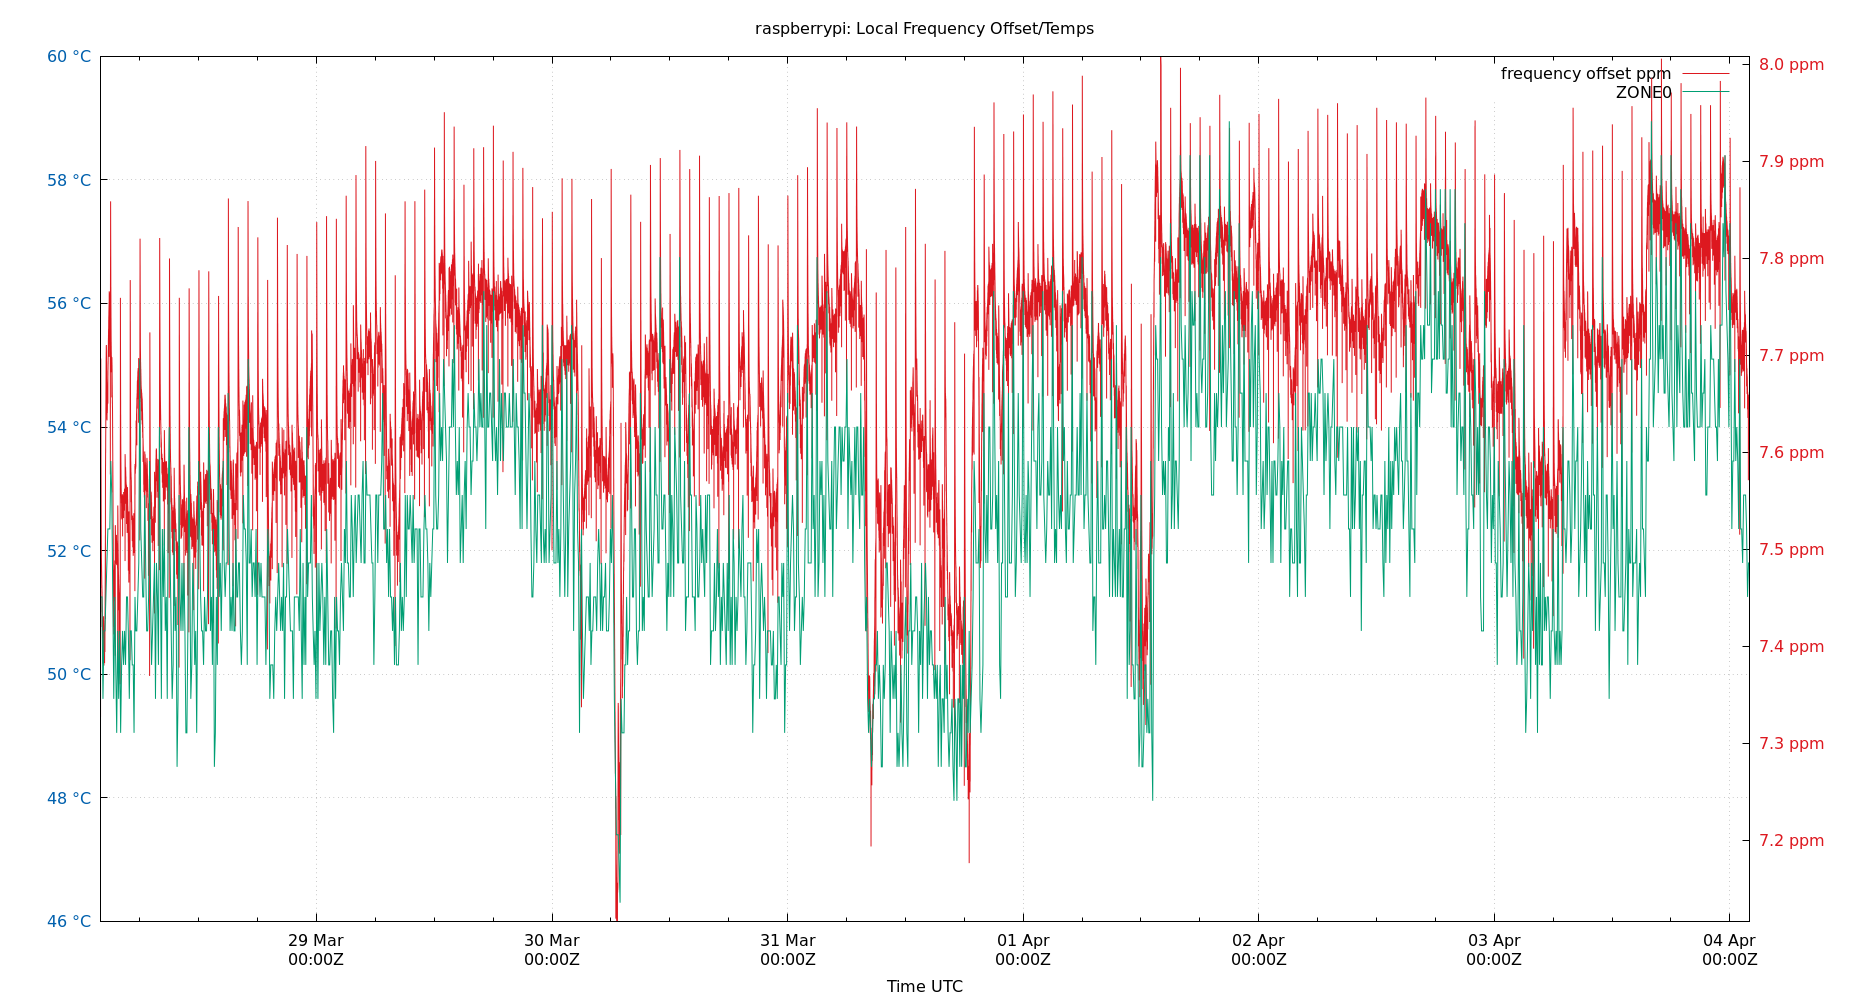 raspberrypi: Local Frequency Offset/Temps
60 °C
58 °C
56 °C
54 °C
52 °C
50 °C
48 °C
46 °C
frequency offset ppm
ZONE0
8.0 ppm
7.9 ppm
7.8 ppm
7.7 ppm
7.6 ppm
7.5 ppm
7.4 ppm
7.3 ppm
7.2 ppm
29 Mar
00:00Z
30 Mar
00:00Z
31 Mar
00:00Z
01 Apr
00:00Z
02 Apr
00:00Z
03 Apr
00:00Z
04 Apr
00:00Z
Time UTC